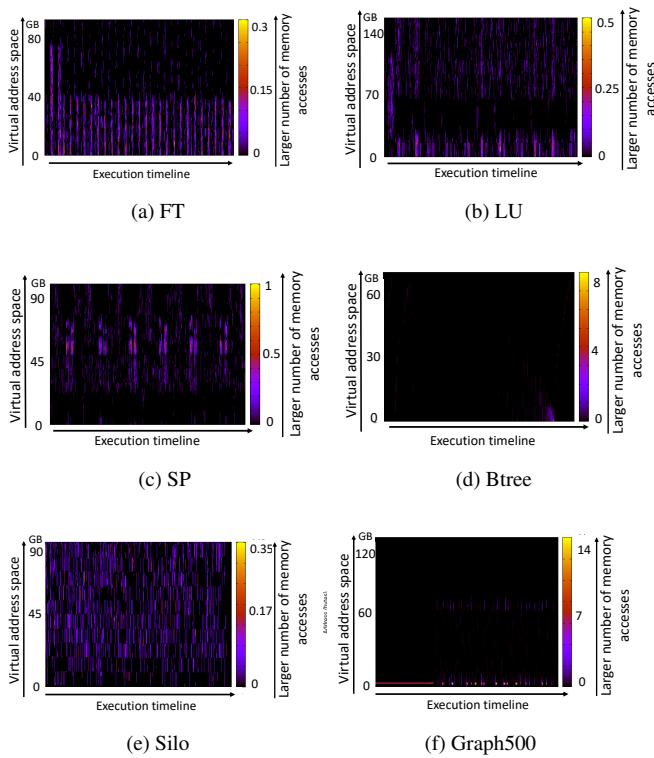 GB
80
40
0
Virtual address space
Execution timeline
0.3
0.15
0
Larger number of memory
accesses
(a) FT
GB
140
70
0
Virtual address space
Execution timeline
0.5
0.25
0
Larger number of memory
accesses
(b) LU
GB
90
45
0
Virtual address space
Execution timeline
1
0.5
0
Larger number of memory
accesses
(c) SP
GB
60
30
0
Virtual address space
Execution timeline
8
4
0
Larger number of memory
accesses
(d) Btree
GB
90
45
0
Virtual address space
Execution timeline
0.35
0.17
0
Larger number of memory
accesses
(e) Silo
GB
120
60
0
Virtual address space
Execution timeline
14
7
0
Larger number of memory
accesses
(f) Graph500